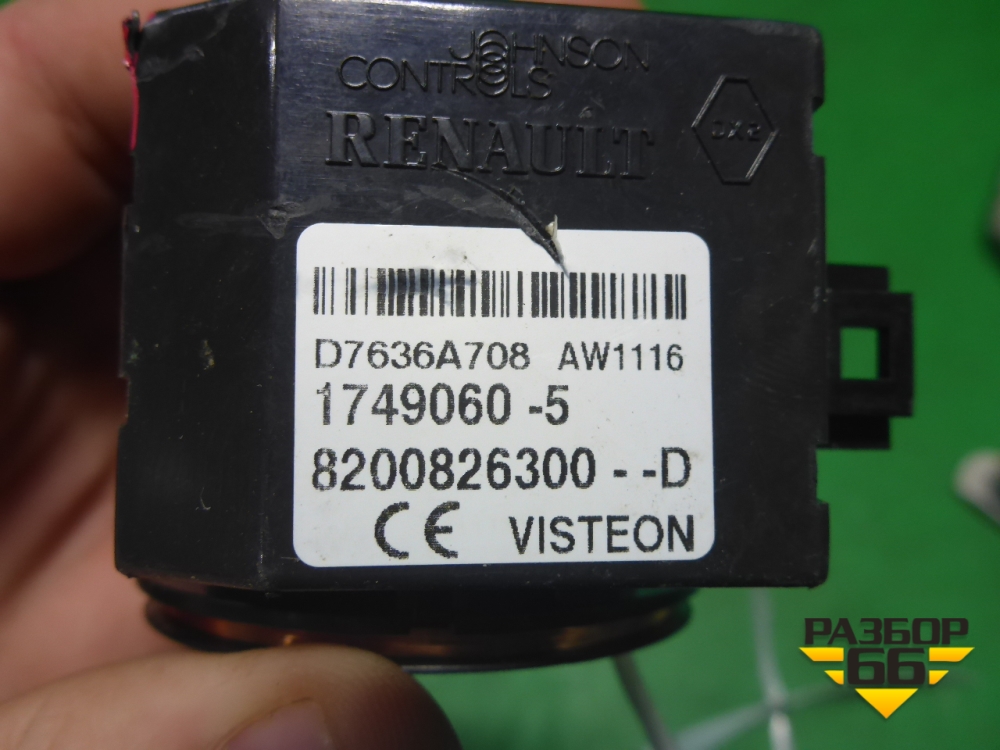 JOHNSON
CONTROLS
RENAULT
D7636A708 AW1116
1749060 -5
8200826300 - -D
CE VISTEON
РАЗБОР
66